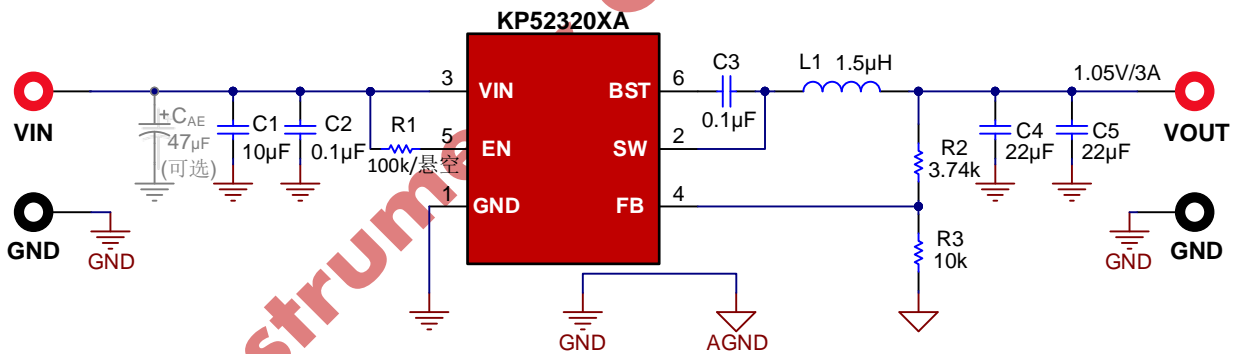 KP52320XA
VIN
+CAE
47µF
(可选)
C1
10µF
C2
0.1µF
R1
100k/悬空
3
VIN
5
EN
1
GND
BST
6
SW
2
FB
4
C3
0.1µF
L1
1.5µH
1.05V/3A
VOUT
R2
3.74k
C4
22µF
C5
22µF
R3
10k
GND
GND
GND
AGND
GND
GND
strume